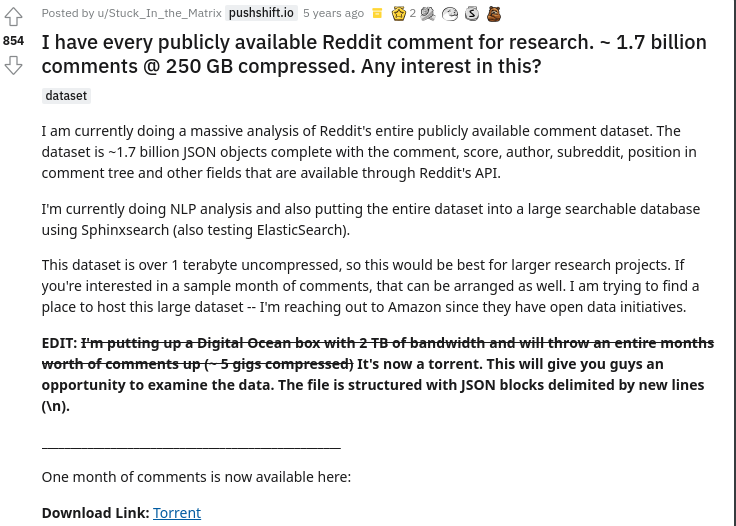 Posted by u/Stuck_In_the_Matrix pushshift.io 5 years ago 2
854
I have every publicly available Reddit comment for research. ~ 1.7 billion
comments @ 250 GB compressed. Any interest in this?
dataset
I am currently doing a massive analysis of Reddit's entire publicly available comment dataset. The
dataset is ~1.7 billion JSON objects complete with the comment, score, author, subreddit, position in
comment tree and other fields that are available through Reddit's API.
I'm currently doing NLP analysis and also putting the entire dataset into a large searchable database
using Sphinxsearch (also testing ElasticSearch).
This dataset is over 1 terabyte uncompressed, so this would be best for larger research projects. If
you're interested in a sample month of comments, that can be arranged as well. I am trying to find a
place to host this large dataset -- I'm reaching out to Amazon since they have open data initiatives.
EDIT: I'm putting up a Digital Ocean box with 2 TB of bandwidth and will throw an entire months
worth of comments up (~ 5 gigs compressed) It's now a torrent. This will give you guys an
opportunity to examine the data. The file is structured with JSON blocks delimited by new lines
(\n).
One month of comments is now available here:
Download Link: Torrent